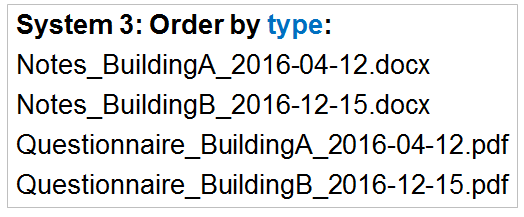 System 3: Order by type:
Notes_BuildingA_2016-04-12.docx
Notes_BuildingB_2016-12-15.docx
Questionnaire_BuildingA_2016-04-12.pdf
Questionnaire_BuildingB_2016-12-15.pdf